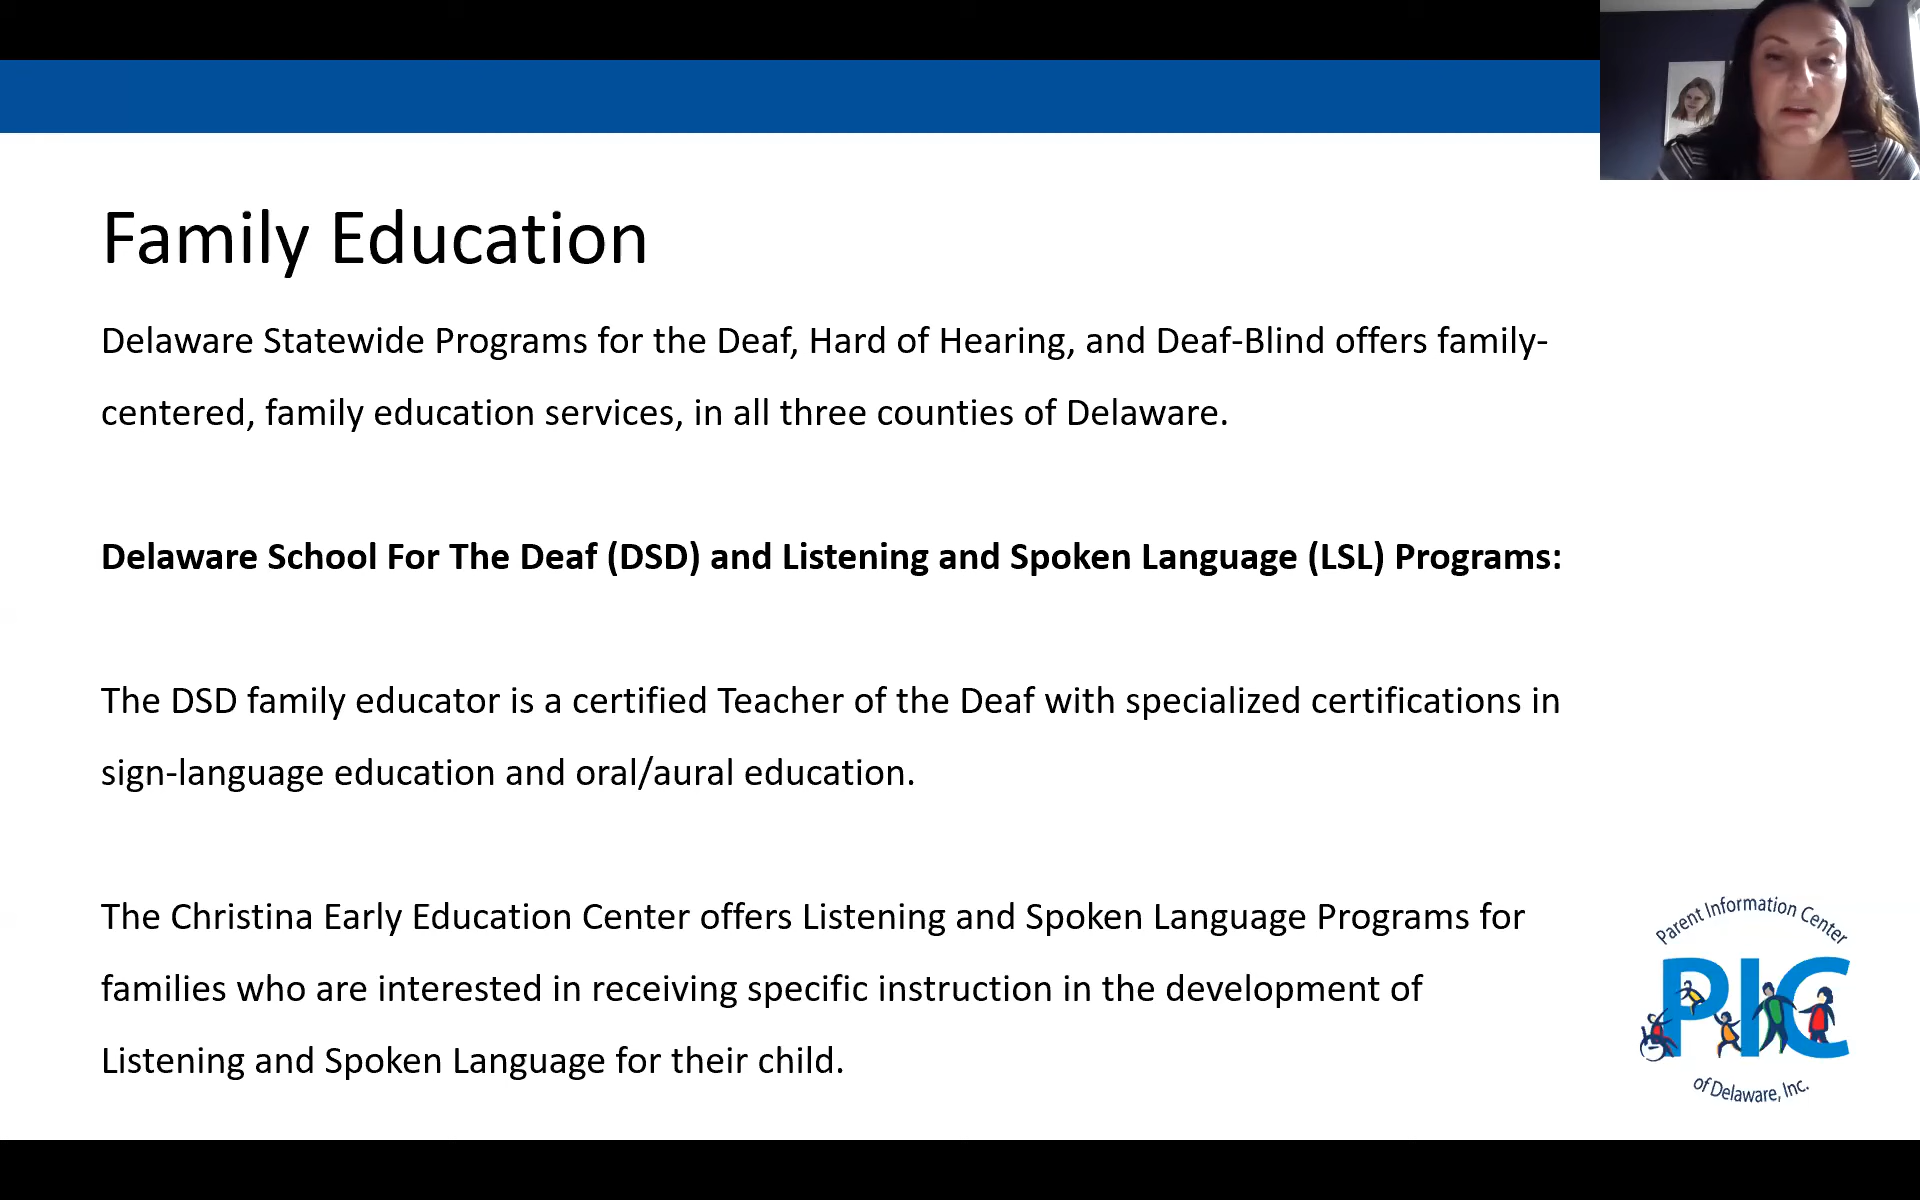 Family Education
Delaware Statewide Programs for the Deaf, Hard of Hearing, and Deaf-Blind offers family-
centered, family education services, in all three counties of Delaware.
Delaware School For The Deaf (DSD) and Listening and Spoken Language (LSL) Programs:
The DSD family educator is a certified Teacher of the Deaf with specialized certifications in
sign-language education and oral/aural education.
The Christina Early Education Center offers Listening and Spoken Language Programs for
families who are interested in receiving specific instruction in the development of
Listening and Spoken Language for their child.
Parent Information Center
PIC
of Delaware, Inc.